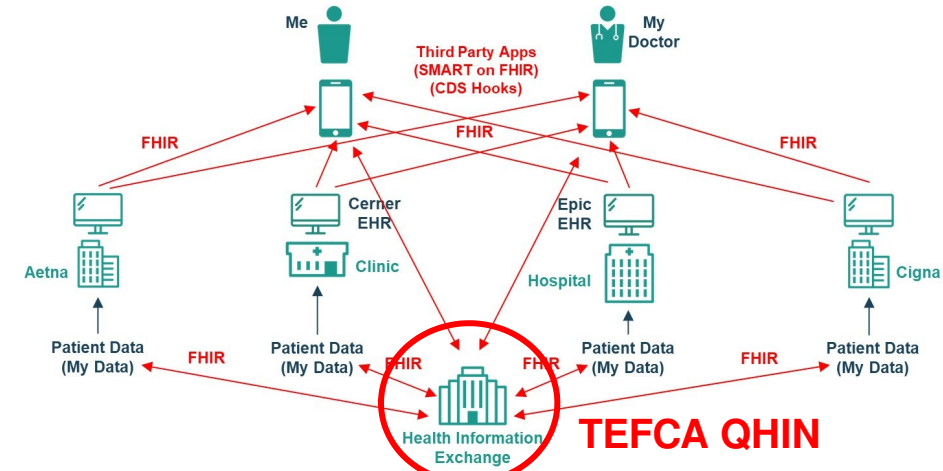 Me
My
Doctor
Third Party Apps
(SMART on FHIR)
(CDS Hooks)
FHIR
FHIR
FHIR
Cerner
EHR
Epic
EHR
Aetna
Clinic
Hospital
Cigna
Patient Data
(My Data)
FHIR
Patient Data
(My Data)
FHIR
FHIR
Patient Data
(My Data)
FHIR
Patient Data
(My Data)
Health Information
Exchange
TEFCA QHIN